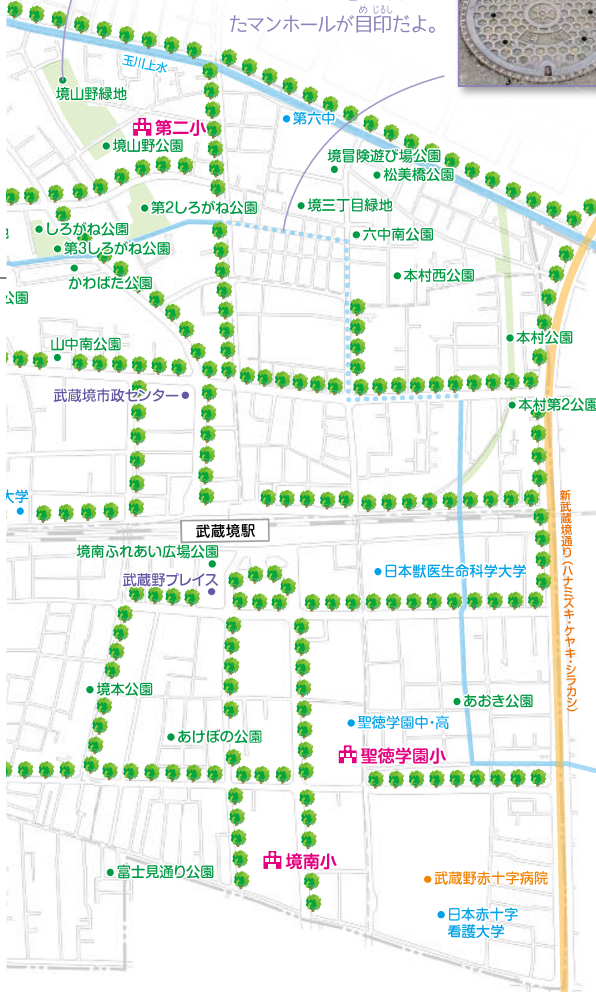 めじるし
たマンホールが目印だよ。
玉川上水
境山野緑地
第六中
第二小
境山野公園
境冒険遊び場公園
松美橋公園
第2しろがね公園
境三丁目緑地
しろがね公園
六中南公園
第3しろがね公園
かわばた公園
本村西公園
公園
山中南公園
本村公園
武蔵境市政センター
本村第2公園
大学
新武蔵境通り(ハナミズキ・ケヤキ・シラカシ)
武蔵境駅
境南ふれあい広場公園
武蔵野プレイス
日本獣医生命科学大学
境本公園
あおき公園
聖徳学園中・高
あけぼの公園
聖徳学園小
境南小
富士見通り公園
武蔵野赤十字病院
日本赤十字
看護大学